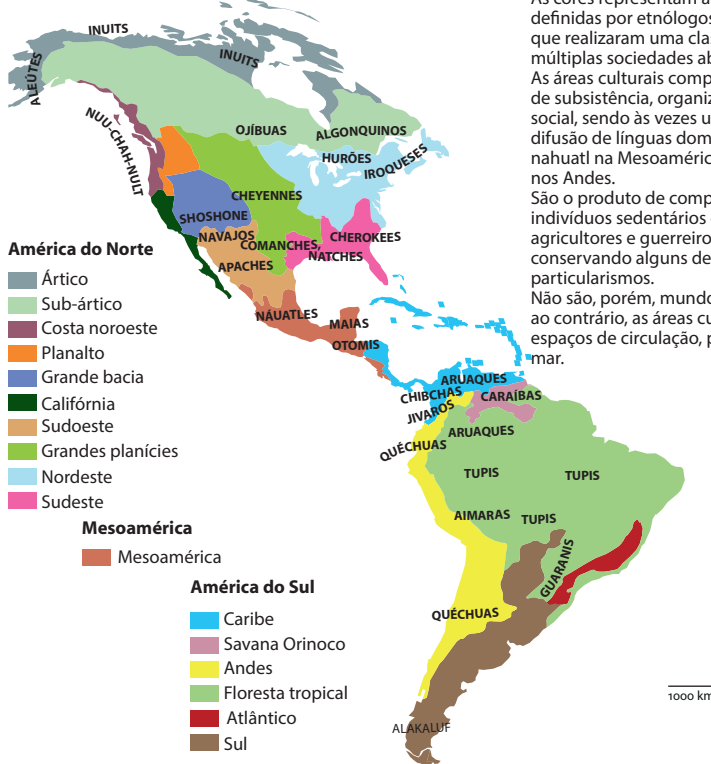 As cores representam
definidas por etnólogos
que realizaram uma clas
múltiplas sociedades ab
As áreas culturais comp
de subsistência, organiz
social, sendo às vezes u
difusão de línguas dom
nahuatl na Mesoaméric
nos Andes.
São o produto de comp
indivíduos sedentários
agricultores e guerreiro
conservando alguns de
particularismos.
Não são, porém, mundo
ao contrário, as áreas cu
espaços de circulação, p
mar.
INUITS
INUITS
ALEÚTES
NUU-CHAH-NULT
OJÍBUAS
ALGONQUINOS
HURÕES
IROQUESES
CHEYENNES
SHOSHONE
NAVAJOS
COMANCHES,
CHEROKEES
NATCHES
APACHES
NÁUATLES
MAIAS
OTOMIS
ARUAQUES
CHIBCHAS
CARAÍBAS
JIVAROS
ARUAQUES
QUÉCHUAS
TUPIS
TUPIS
AIMARAS
TUPIS
GUARANIS
QUÉCHUAS
ALAKALUF
América do Norte
Ártico
Sub-ártico
Costa noroeste
Planalto
Grande bacia
Califórnia
Sudoeste
Grandes planícies
Nordeste
Sudeste
Mesoamérica
Mesoamérica
América do Sul
Caribe
Savana Orinoco
Andes
Floresta tropical
Atlântico
Sul
1000 km